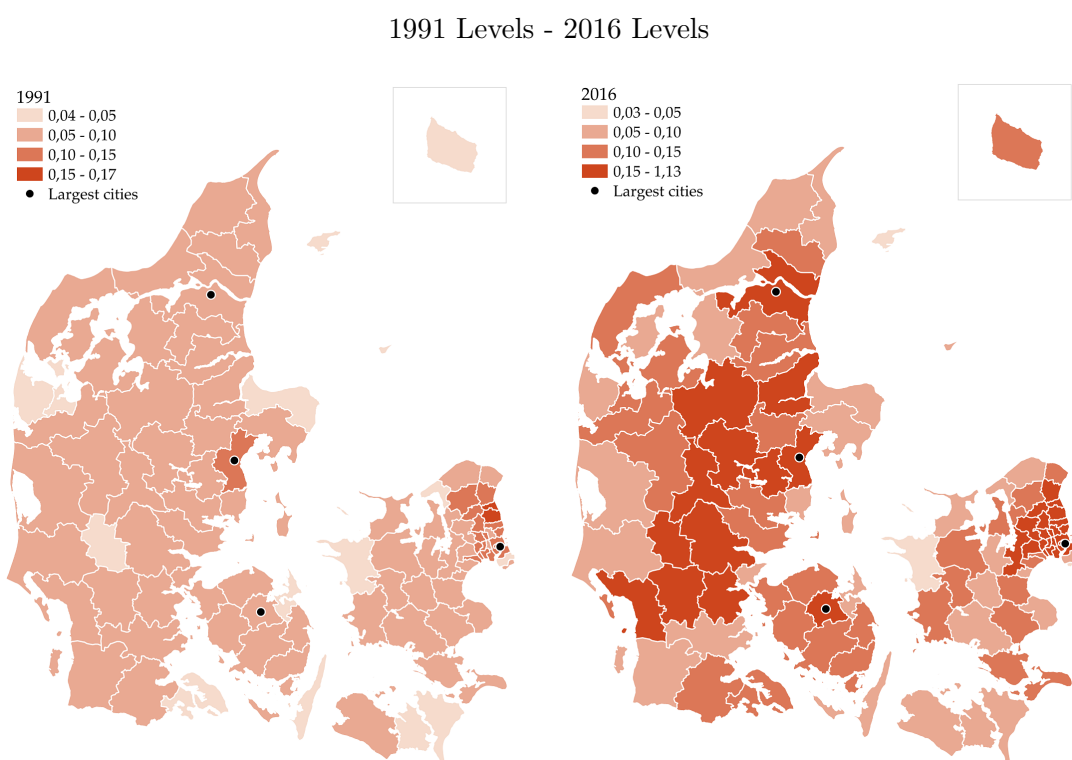 1991 Levels - 2016 Levels
1991
0,04 - 0,05
0,05 - 0,10
0,10 - 0,15
0,15 - 0,17
Largest cities
2016
0,03 - 0,05
0,05 - 0,10
0,10 - 0,15
0,15 - 1,13
Largest cities